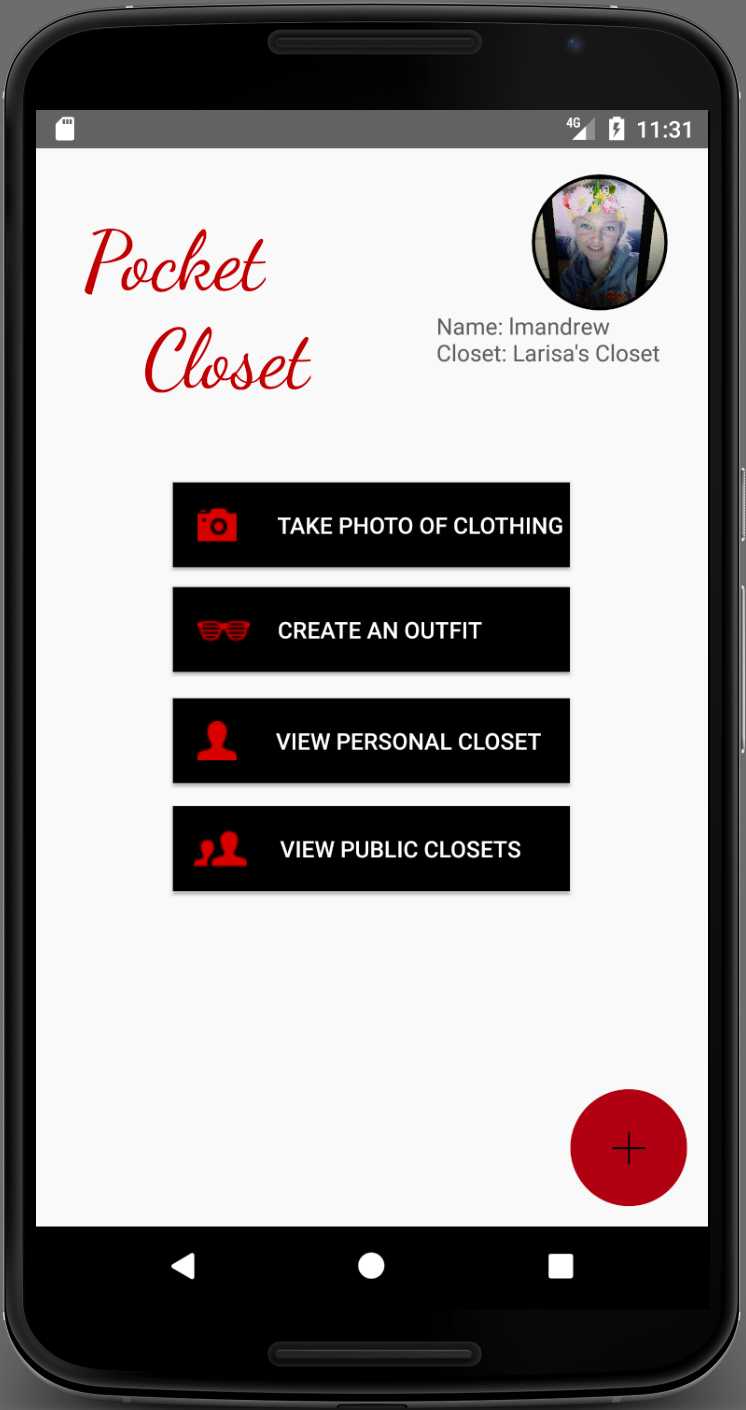 4G 11:31
Pocket
Closet
Name: lmandrew
Closet: Larisa's Closet
TAKE PHOTO OF CLOTHING
CREATE AN OUTFIT
VIEW PERSONAL CLOSET
VIEW PUBLIC CLOSETS